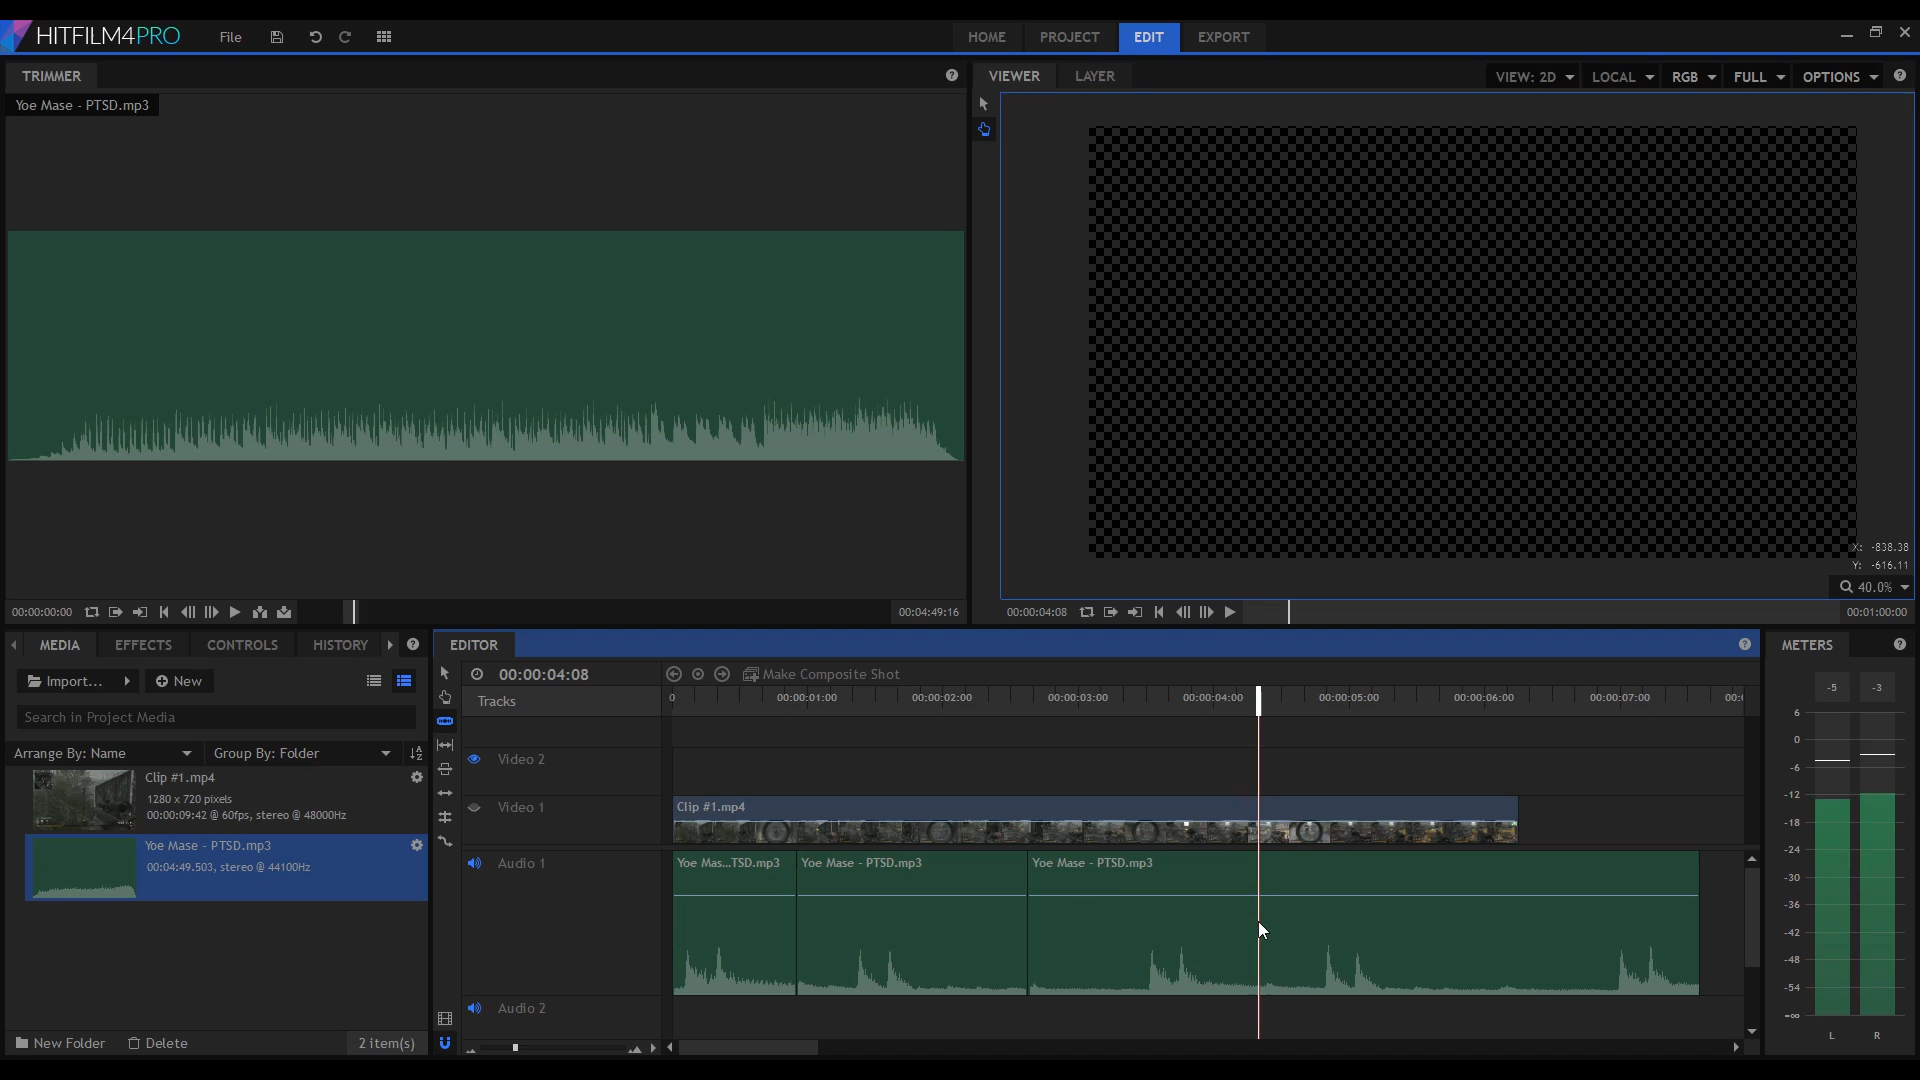 HITFILM4PRO
File
HOME
PROJECT
EDIT
EXPORT
TRIMMER
Yoe Mase - PTSD.mp3
VIEWER
LAYER
VIEW: 2D
LOCAL
RGB
FULL
OPTIONS
X: -838.38
Y: -616.11
40.0%
00:00:00:00
00:04:49:16
00:00:04:08
00:01:00:00
MEDIA
EFFECTS
CONTROLS
HISTORY
Import...
New
Search in Project Media
Arrange By: Name
Group By: Folder
Clip #1.mp4
1280 x 720 pixels
00:00:09:42 @ 60fps, stereo @ 48000Hz
Yoe Mase - PTSD.mp3
00:04:49.503, stereo @ 44100Hz
New Folder
Delete
2 item(s)
EDITOR
00:00:04:08
Make Composite Shot
Tracks
0
00:00:01:00
00:00:02:00
00:00:03:00
00:00:04:00
00:00:05:00
00:00:06:00
00:00:07:00
Video 2
Video 1
Clip #1.mp4
Audio 1
Yoe Mas...TSD.mp3
Yoe Mase - PTSD.mp3
Yoe Mase - PTSD.mp3
Audio 2
METERS
-5
-3
6
0
-6
-12
-18
-24
-30
-36
-42
-48
-54
-∞
L
R